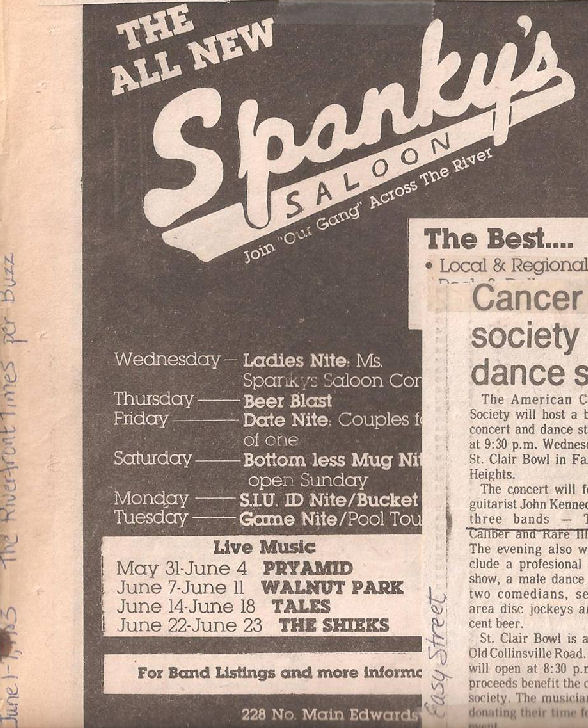 THE
ALL NEW
Spanky's
SALOON
Join "Our Gang" Across The River
The Best....
• Local & Regional
Wednesday — Ladies Nite: Ms.
Spankys Saloon Con
Thursday — Beer Blast
Friday — Date Nite: Couples f
of one
Saturday — Bottom less Mug Nit
open Sunday
Monday — S.I.U. ID Nite/Bucket
Tuesday — Game Nite/Pool Tou
Live Music
May 31-June 4 PRYAMID
June 7-June 11 WALNUT PARK
June 14-June 18 TALES
June 22-June 23 THE SHIEKS
For Band Listings and more informa
228 No. Main Edwards
Cancer
society
dance s
The American C
Society will host a b
concert and dance st
at 9:30 p.m. Wednes
St. Clair Bowl in Fa
Heights.
The concert will f
guitarist John Kenned
three bands — T
Caliber and Rare Ill
The evening also w
clude a profesional
show, a male dance
two comedians, se
area disc jockeys a
cent beer.
St. Clair Bowl is a
Old Collinsville Road.
will open at 8:30 p.m
proceeds benefit the c
society. The musicia
donating their time f
event.
Easy Street
June 1-7, 1983 The Riverfront Times per Buzz